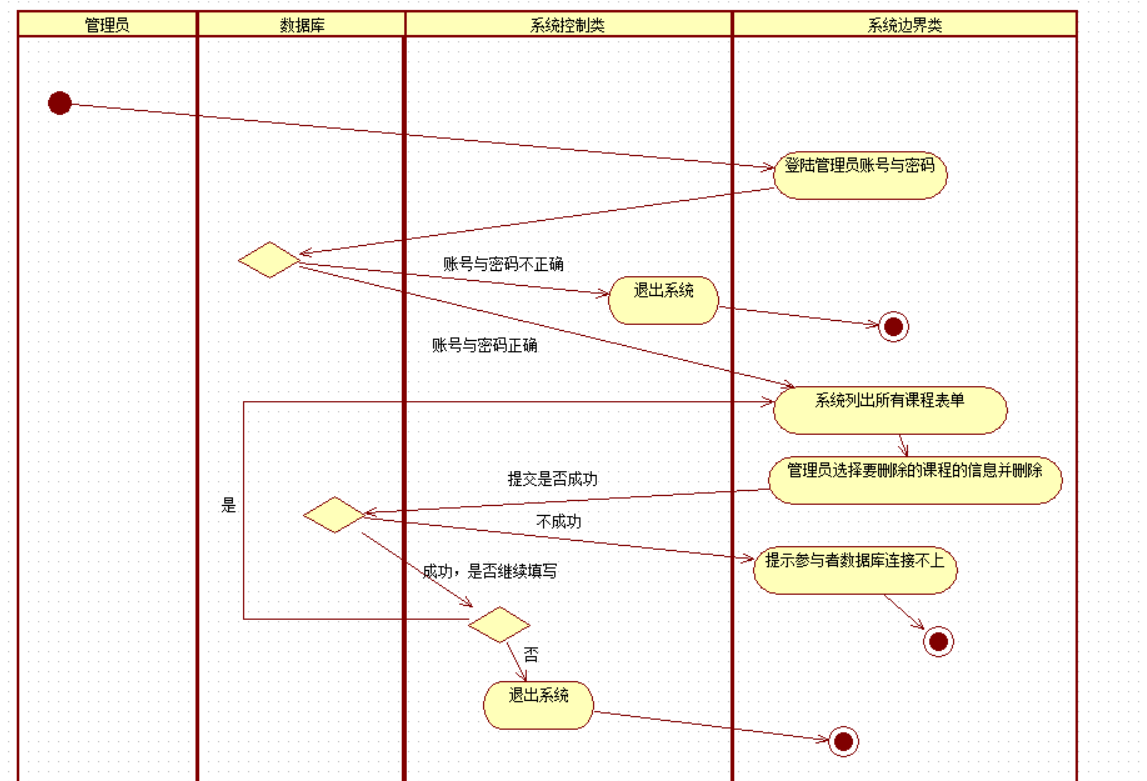 管理员
数据库
系统控制类
系统边界类
登陆管理员账号与密码
账号与密码不正确
退出系统
账号与密码正确
系统列出所有课程表单
管理员选择要删除的课程的信息并删除
提交是否成功
是
不成功
提示参与者数据库连接不上
成功，是否继续填写
否
退出系统